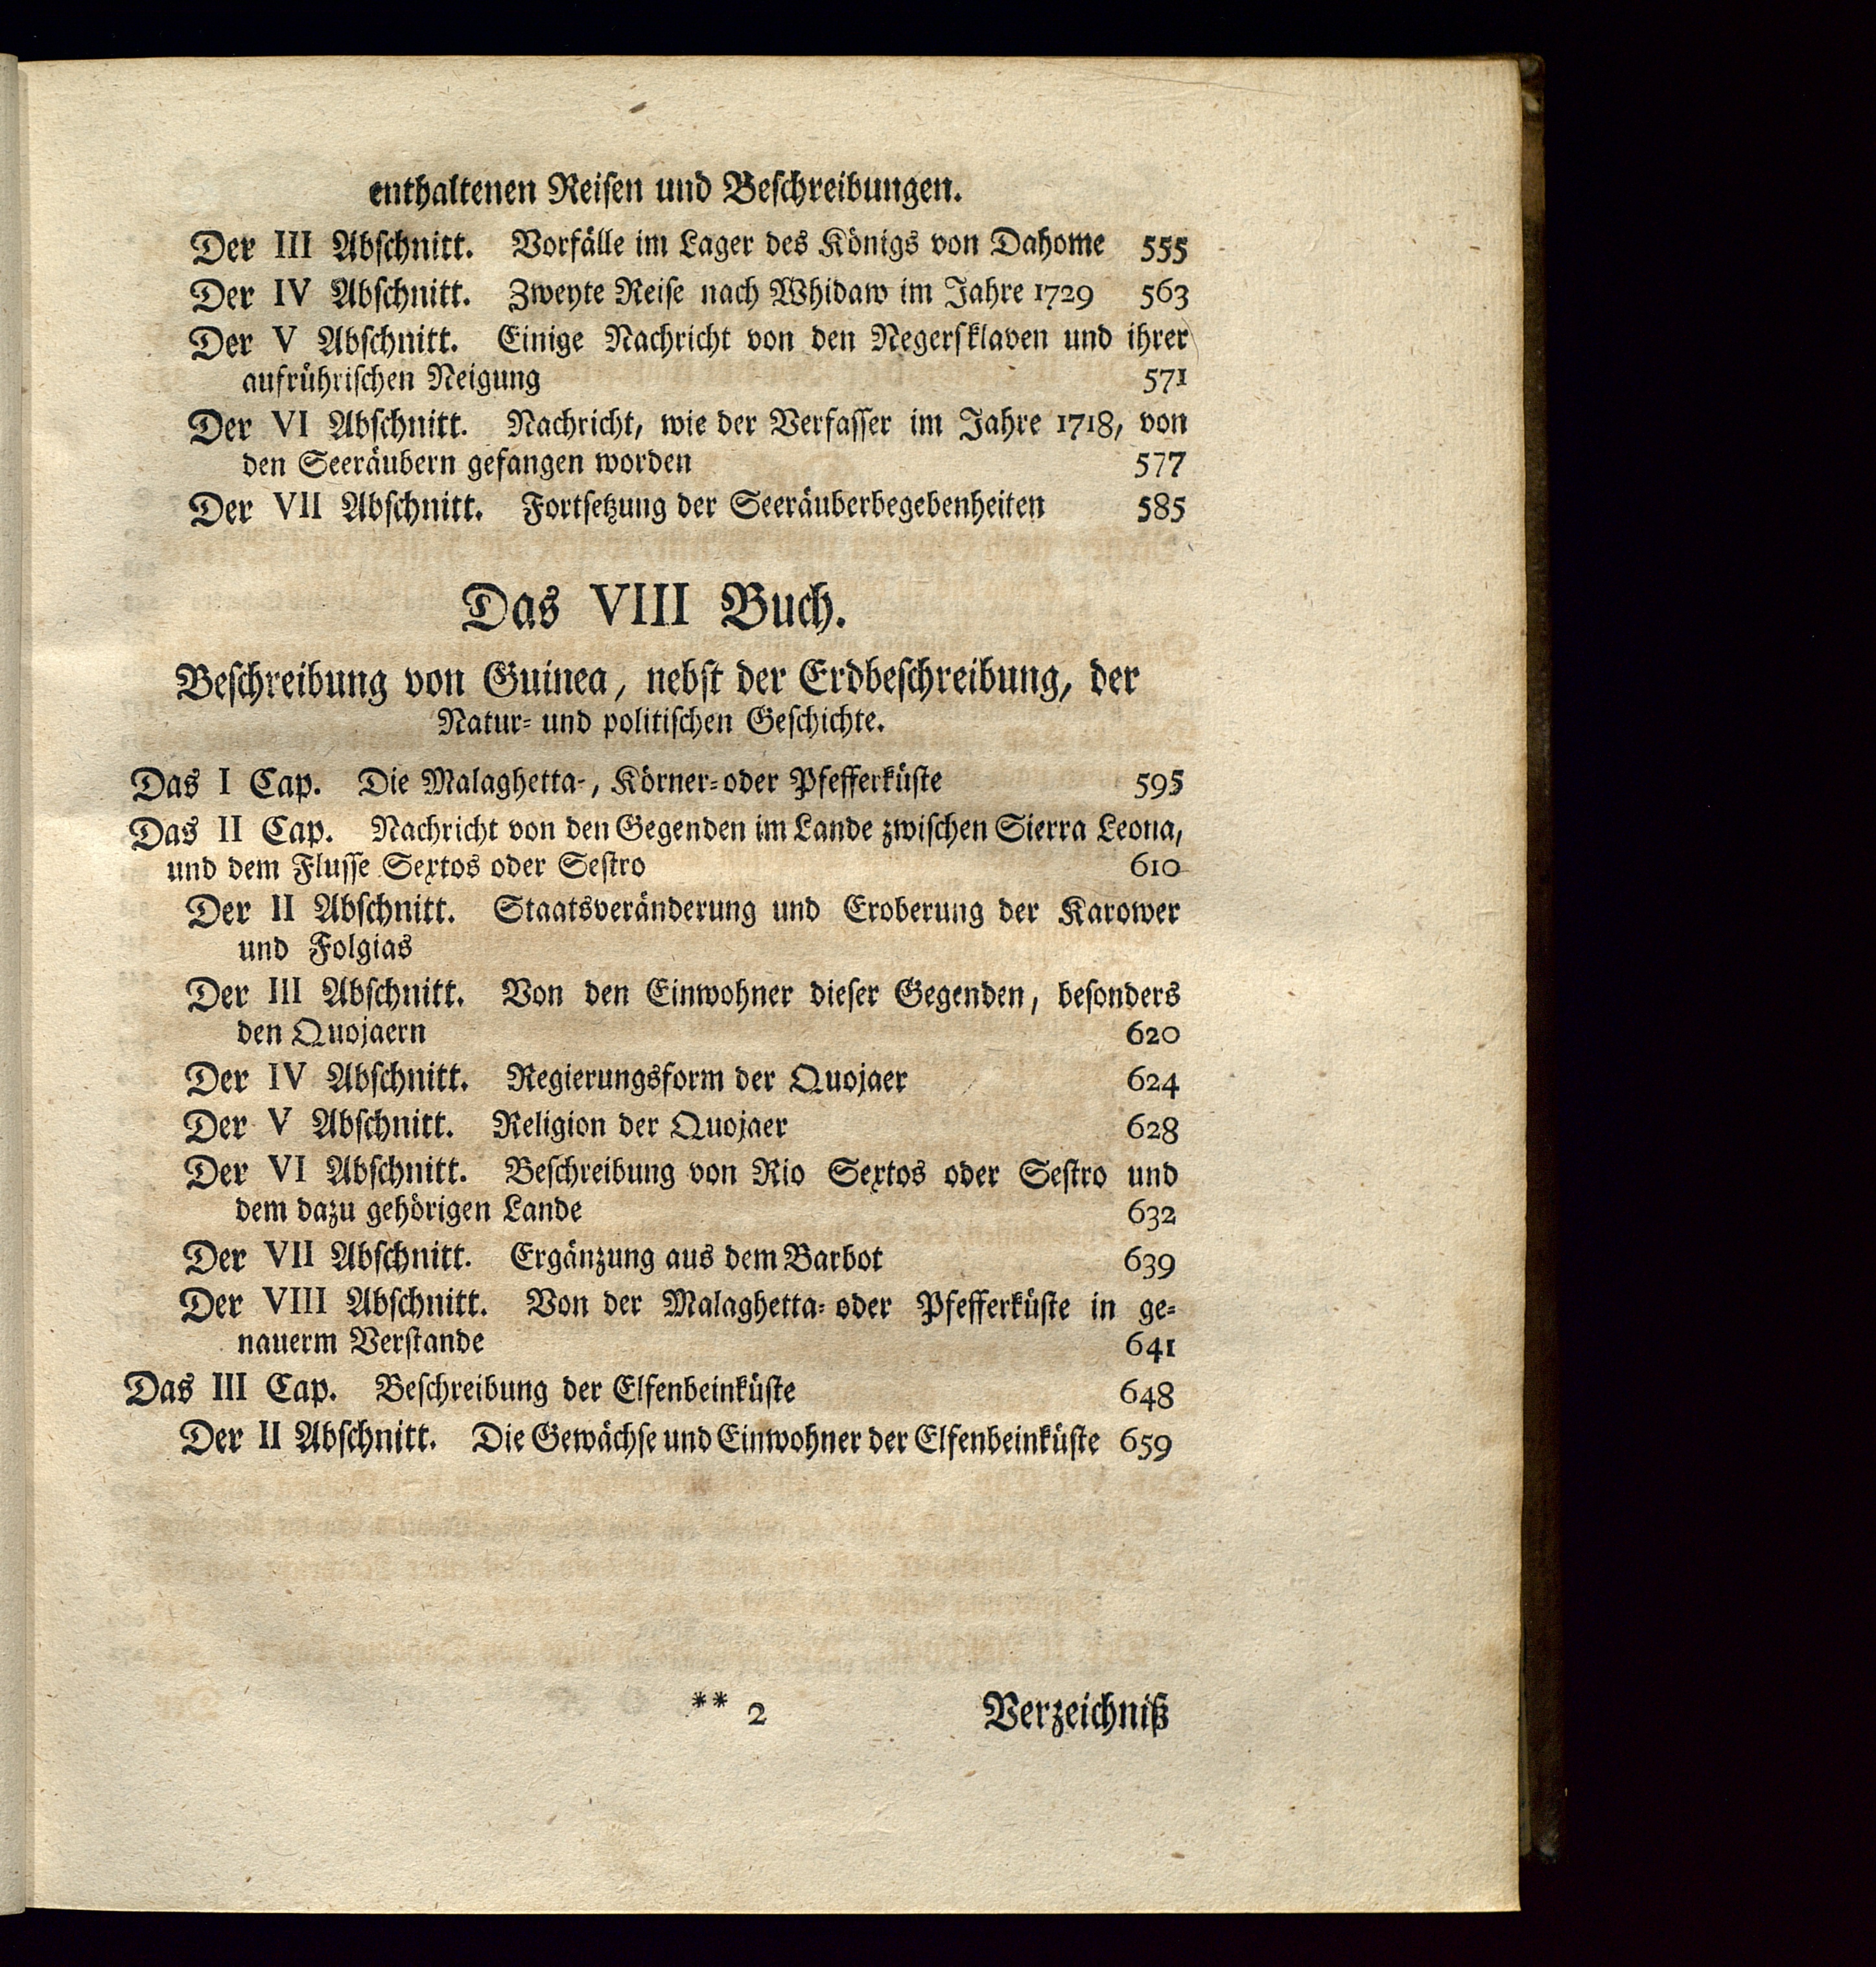 enthaltenen Reisen und Beschreibungen.
Der III Abschnitt. Vorfälle im Lager des Königs von Dahome 555
Der IV Abschnitt. Zweyte Reise nach Whidaw im Jahre 1729 563
Der V Abschnitt. Einige Nachricht von den Negersklaven und ihrer
aufrührischen Neigung 571
Der VI Abschnitt. Nachricht, wie der Verfasser im Jahre 1718, von
den Seeräubern gefangen worden 577
Der VII Abschnitt. Fortsetzung der Seeräuberbegebenheiten 585
Das VIII Buch.
Beschreibung von Guinea, nebst der Erdbeschreibung, der
Natur- und politischen Geschichte.
Das I Cap. Die Malaghetta-, Körner- oder Pfefferküste 595
Das II Cap. Nachricht von den Gegenden im Lande zwischen Sierra Leona,
und dem Flusse Sextos oder Sestro 610
Der II Abschnitt. Staatsveränderung und Eroberung der Karower
und Folgias
Der III Abschnitt. Von den Einwohner dieser Gegenden, besonders
den Quojaern 620
Der IV Abschnitt. Regierungsform der Quojaer 624
Der V Abschnitt. Religion der Quojaer 628
Der VI Abschnitt. Beschreibung von Rio Sextos oder Sestro und
dem dazu gehörigen Lande 632
Der VII Abschnitt. Ergänzung aus dem Barbot 639
Der VIII Abschnitt. Von der Malaghetta- oder Pfefferküste in ge-
nauerm Verstande 641
Das III Cap. Beschreibung der Elfenbeinküste 648
Der II Abschnitt. Die Gewächse und Einwohner der Elfenbeinküste 659
** 2 Verzeichniß